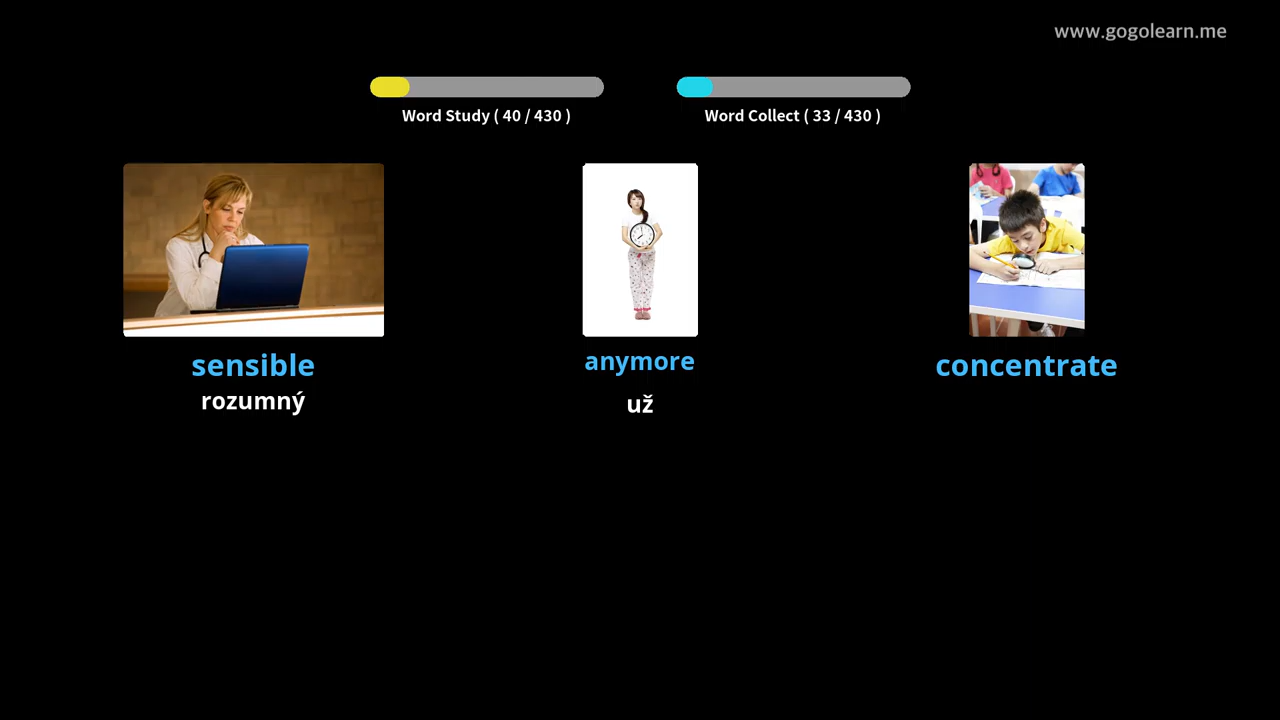 www.gogolearn.me
Word Study ( 40 / 430 )
Word Collect ( 33 / 430 )
sensible
rozumný
anymore
už
concentrate